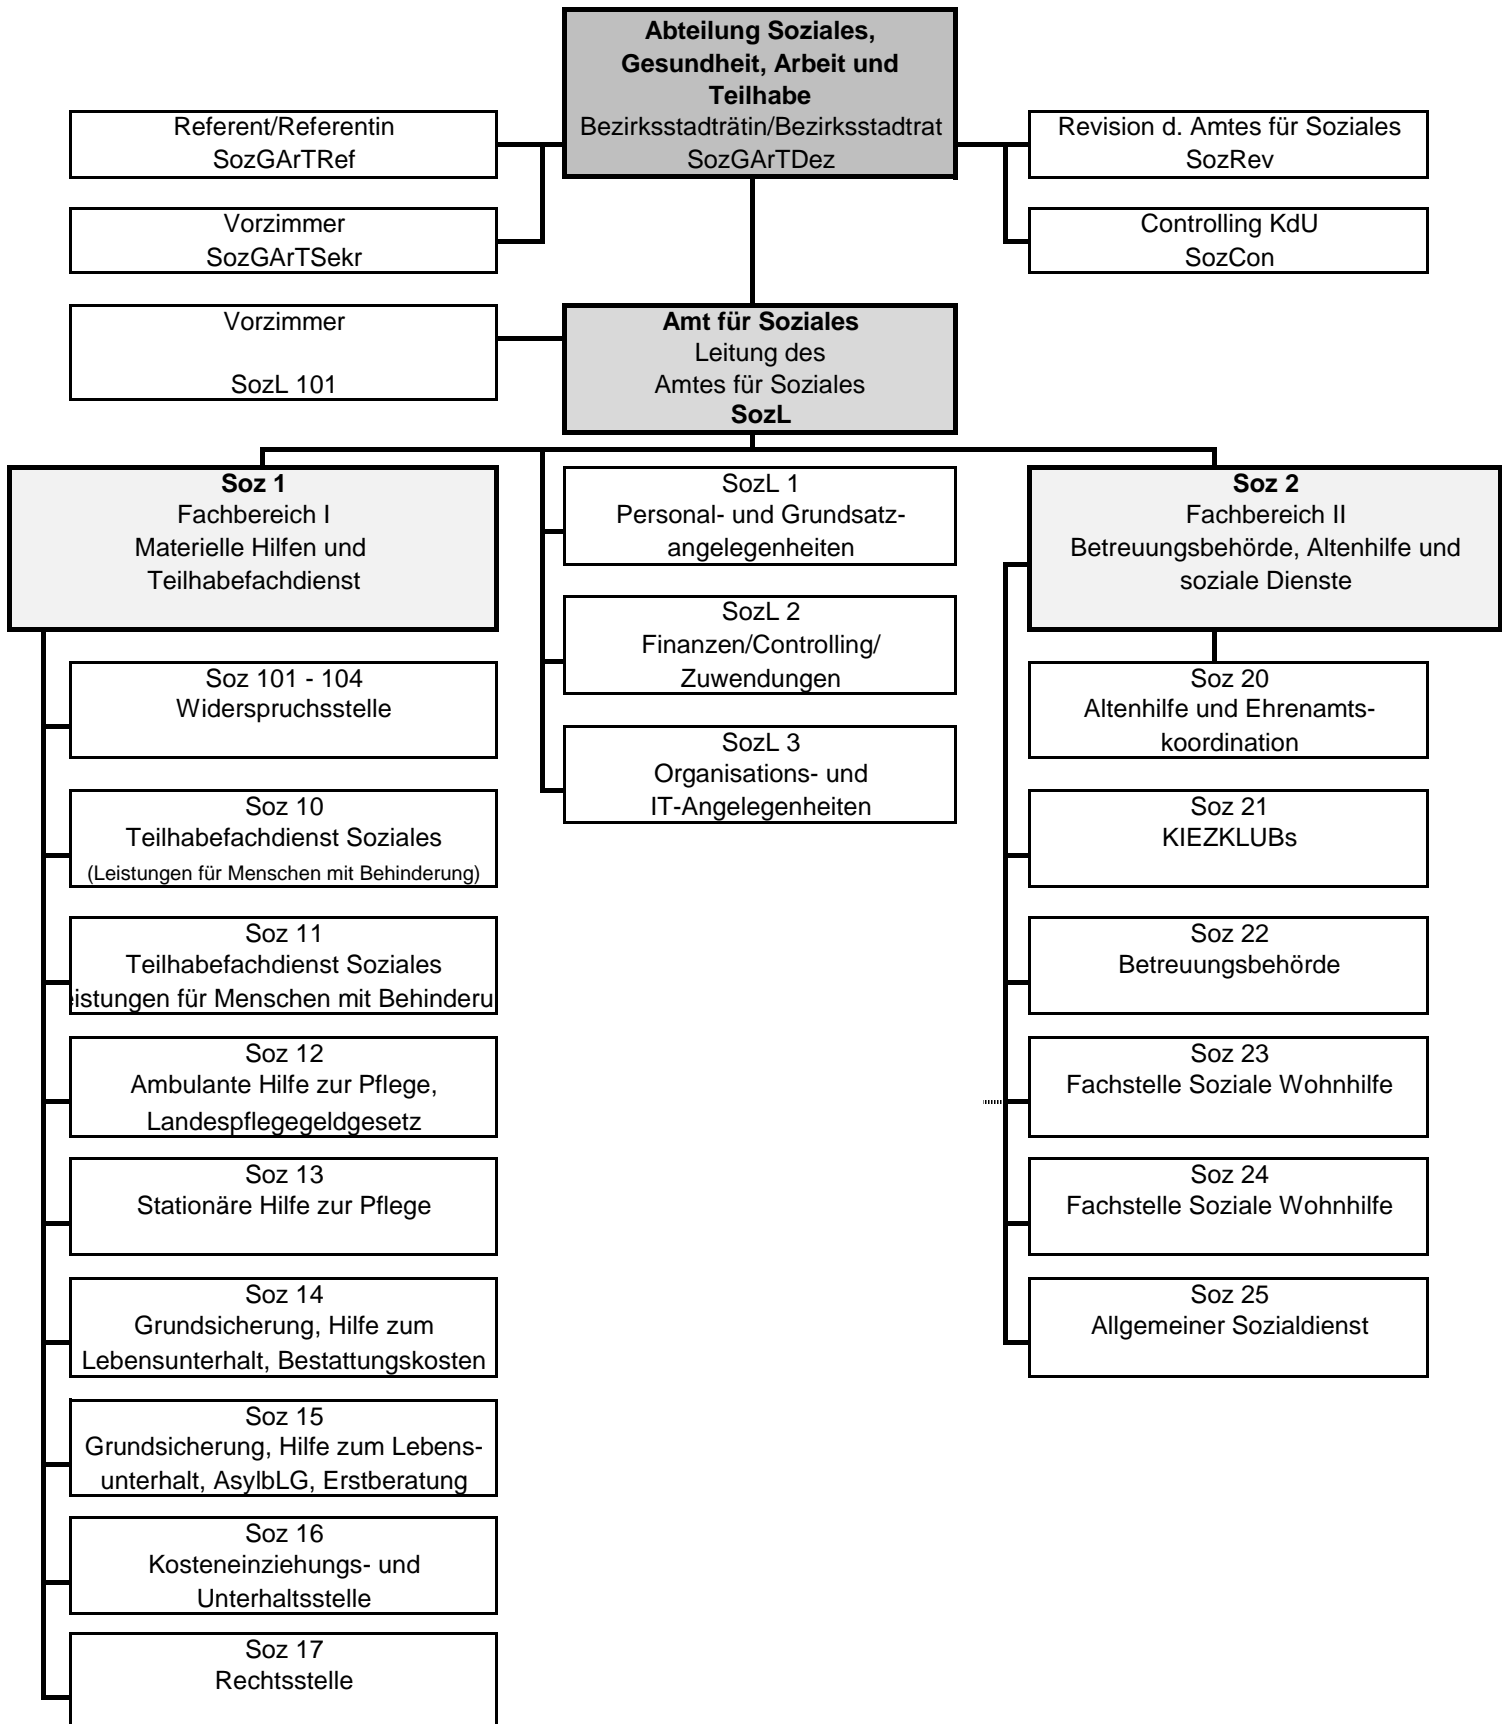 Abteilung Soziales,
Gesundheit, Arbeit und
Teilhabe
Bezirksstadträtin/Bezirksstadtrat
SozGArTDez
Referent/Referentin
SozGArTRef
Vorzimmer
SozGArTSekr
Revision d. Amtes für Soziales
SozRev
Controlling KdU
SozCon
Vorzimmer
SozL 101
Amt für Soziales
Leitung des
Amtes für Soziales
SozL
Soz 1
Fachbereich I
Materielle Hilfen und
Teilhabefachdienst
Soz 101 - 104
Widerspruchsstelle
Soz 10
Teilhabefachdienst Soziales
(Leistungen für Menschen mit Behinderung)
Soz 11
Teilhabefachdienst Soziales
eistungen für Menschen mit Behinderu
Soz 12
Ambulante Hilfe zur Pflege,
Landespflegegeldgesetz
Soz 13
Stationäre Hilfe zur Pflege
Soz 14
Grundsicherung, Hilfe zum
Lebensunterhalt, Bestattungskosten
Soz 15
Grundsicherung, Hilfe zum Lebens-
unterhalt, AsylbLG, Erstberatung
Soz 16
Kosteneinziehungs- und
Unterhaltsstelle
Soz 17
Rechtsstelle
SozL 1
Personal- und Grundsatz-
angelegenheiten
SozL 2
Finanzen/Controlling/
Zuwendungen
SozL 3
Organisations- und
IT-Angelegenheiten
Soz 2
Fachbereich II
Betreuungsbehörde, Altenhilfe und
soziale Dienste
Soz 20
Altenhilfe und Ehrenamts-
koordination
Soz 21
KIEZKLUBs
Soz 22
Betreuungsbehörde
Soz 23
Fachstelle Soziale Wohnhilfe
Soz 24
Fachstelle Soziale Wohnhilfe
Soz 25
Allgemeiner Sozialdienst